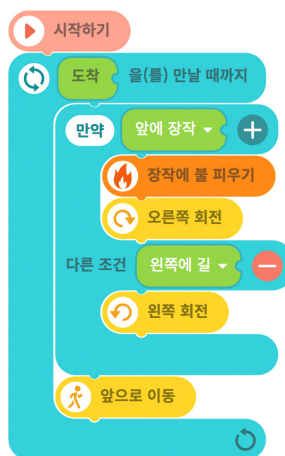 시작하기
도착 을(를) 만날 때까지
만약 앞에 장작
장작에 불 피우기
오른쪽 회전
다른 조건 왼쪽에 길
왼쪽 회전
앞으로 이동